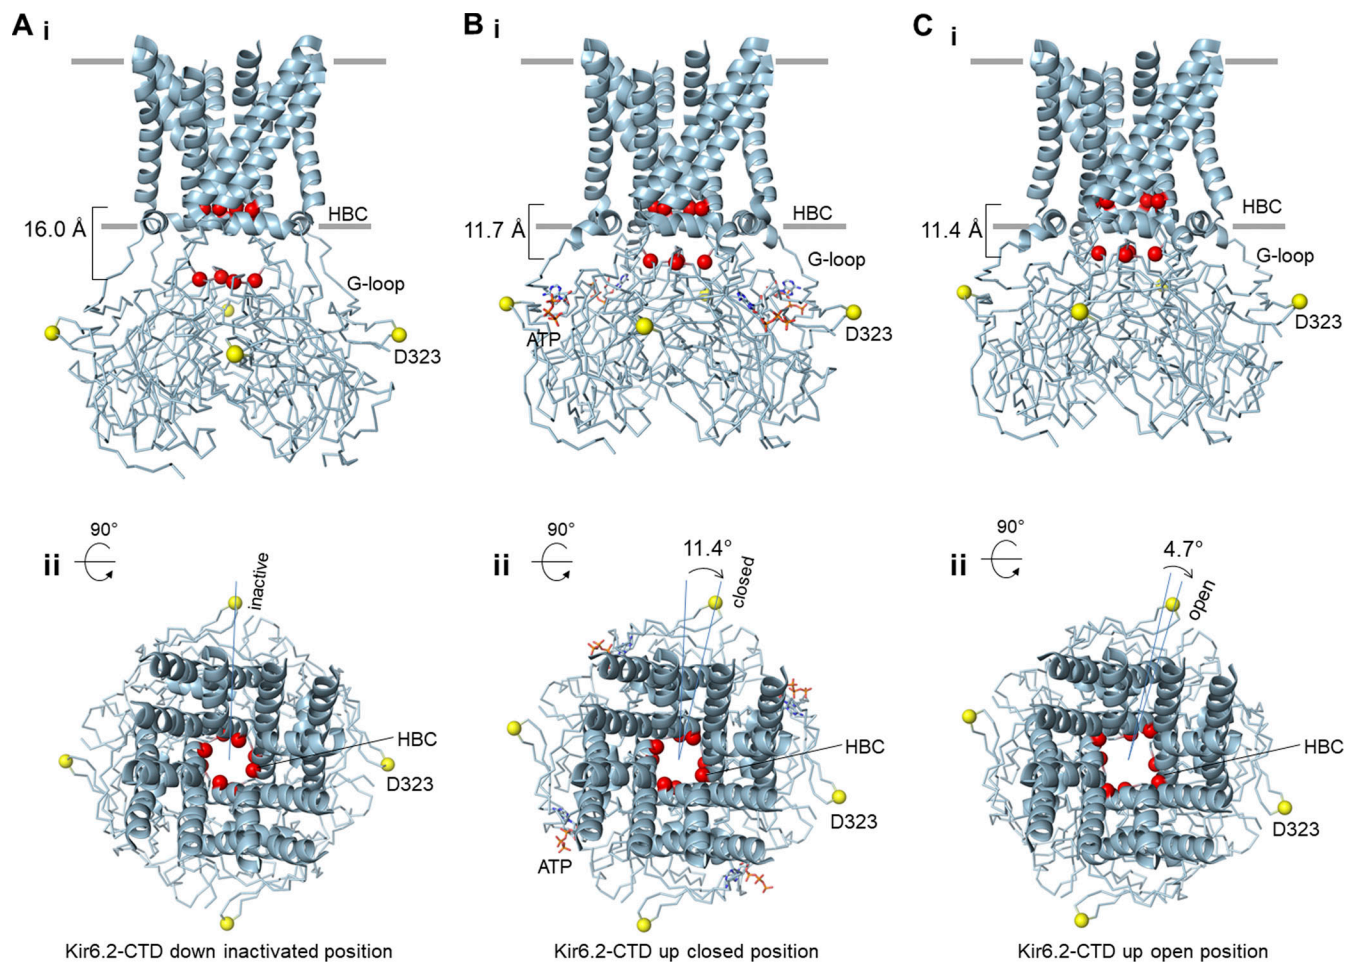 A i
B i
C i
16.0 Å
HBC
G-loop
D323
11.7 Å
HBC
G-loop
ATP
D323
11.4 Å
HBC
G-loop
D323
ii
90°
inactive
HBC
D323
Kir6.2-CTD down inactivated position
ii
90°
11.4°
closed
HBC
D323
ATP
Kir6.2-CTD up closed position
ii
90°
4.7°
open
HBC
D323
Kir6.2-CTD up open position